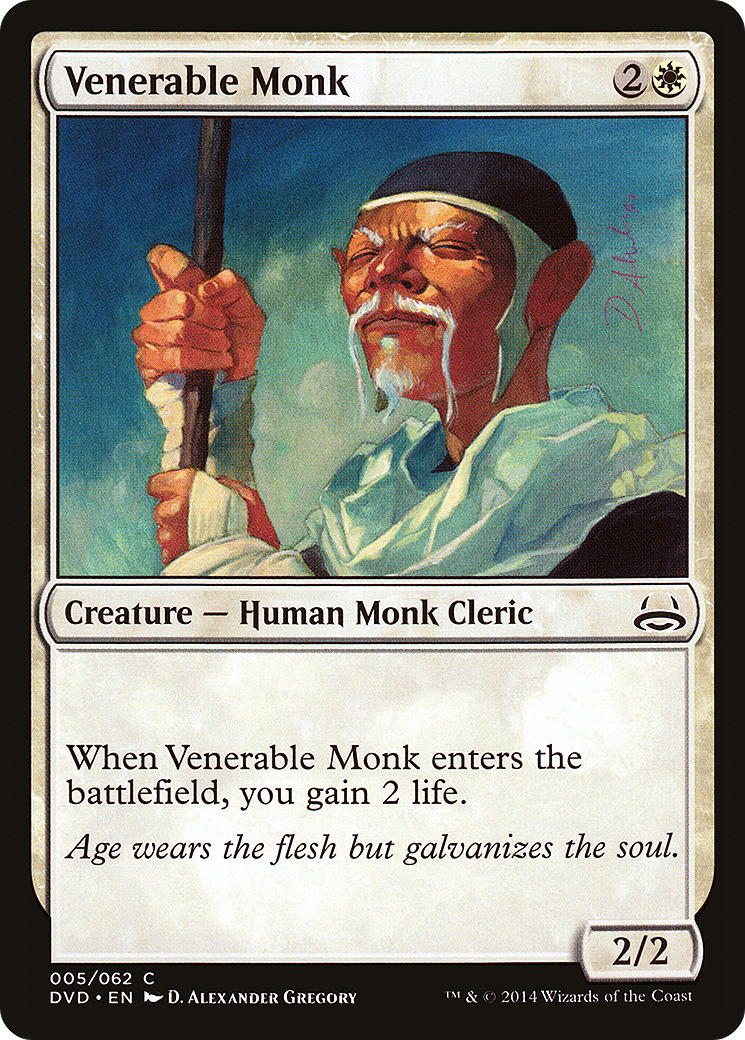 Venerable Monk 2
Creature — Human Monk Cleric
When Venerable Monk enters the
battlefield, you gain 2 life.
Age wears the flesh but galvanizes the soul.
2/2
005/062 C
DVD • EN D. Alexander Gregory ™ & © 2014 Wizards of the Coast